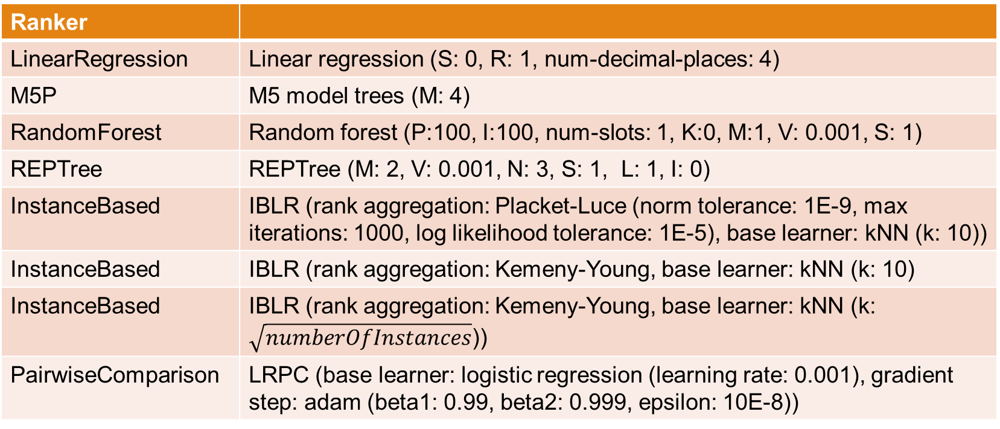 Ranker
LinearRegression Linear regression (S: 0, R: 1, num-decimal-places: 4)
M5P M5 model trees (M: 4)
RandomForest Random forest (P:100, I:100, num-slots: 1, K:0, M:1, V: 0.001, S: 1)
REPTree REPTree (M: 2, V: 0.001, N: 3, S: 1, L: 1, I: 0)
InstanceBased IBLR (rank aggregation: Placket-Luce (norm tolerance: 1E-9, max
iterations: 1000, log likelihood tolerance: 1E-5), base learner: kNN (k: 10))
InstanceBased IBLR (rank aggregation: Kemeny-Young, base learner: kNN (k: 10)
InstanceBased IBLR (rank aggregation: Kemeny-Young, base learner: kNN (k:
√numberOfInstances))
PairwiseComparison LRPC (base learner: logistic regression (learning rate: 0.001), gradient
step: adam (beta1: 0.99, beta2: 0.999, epsilon: 10E-8))